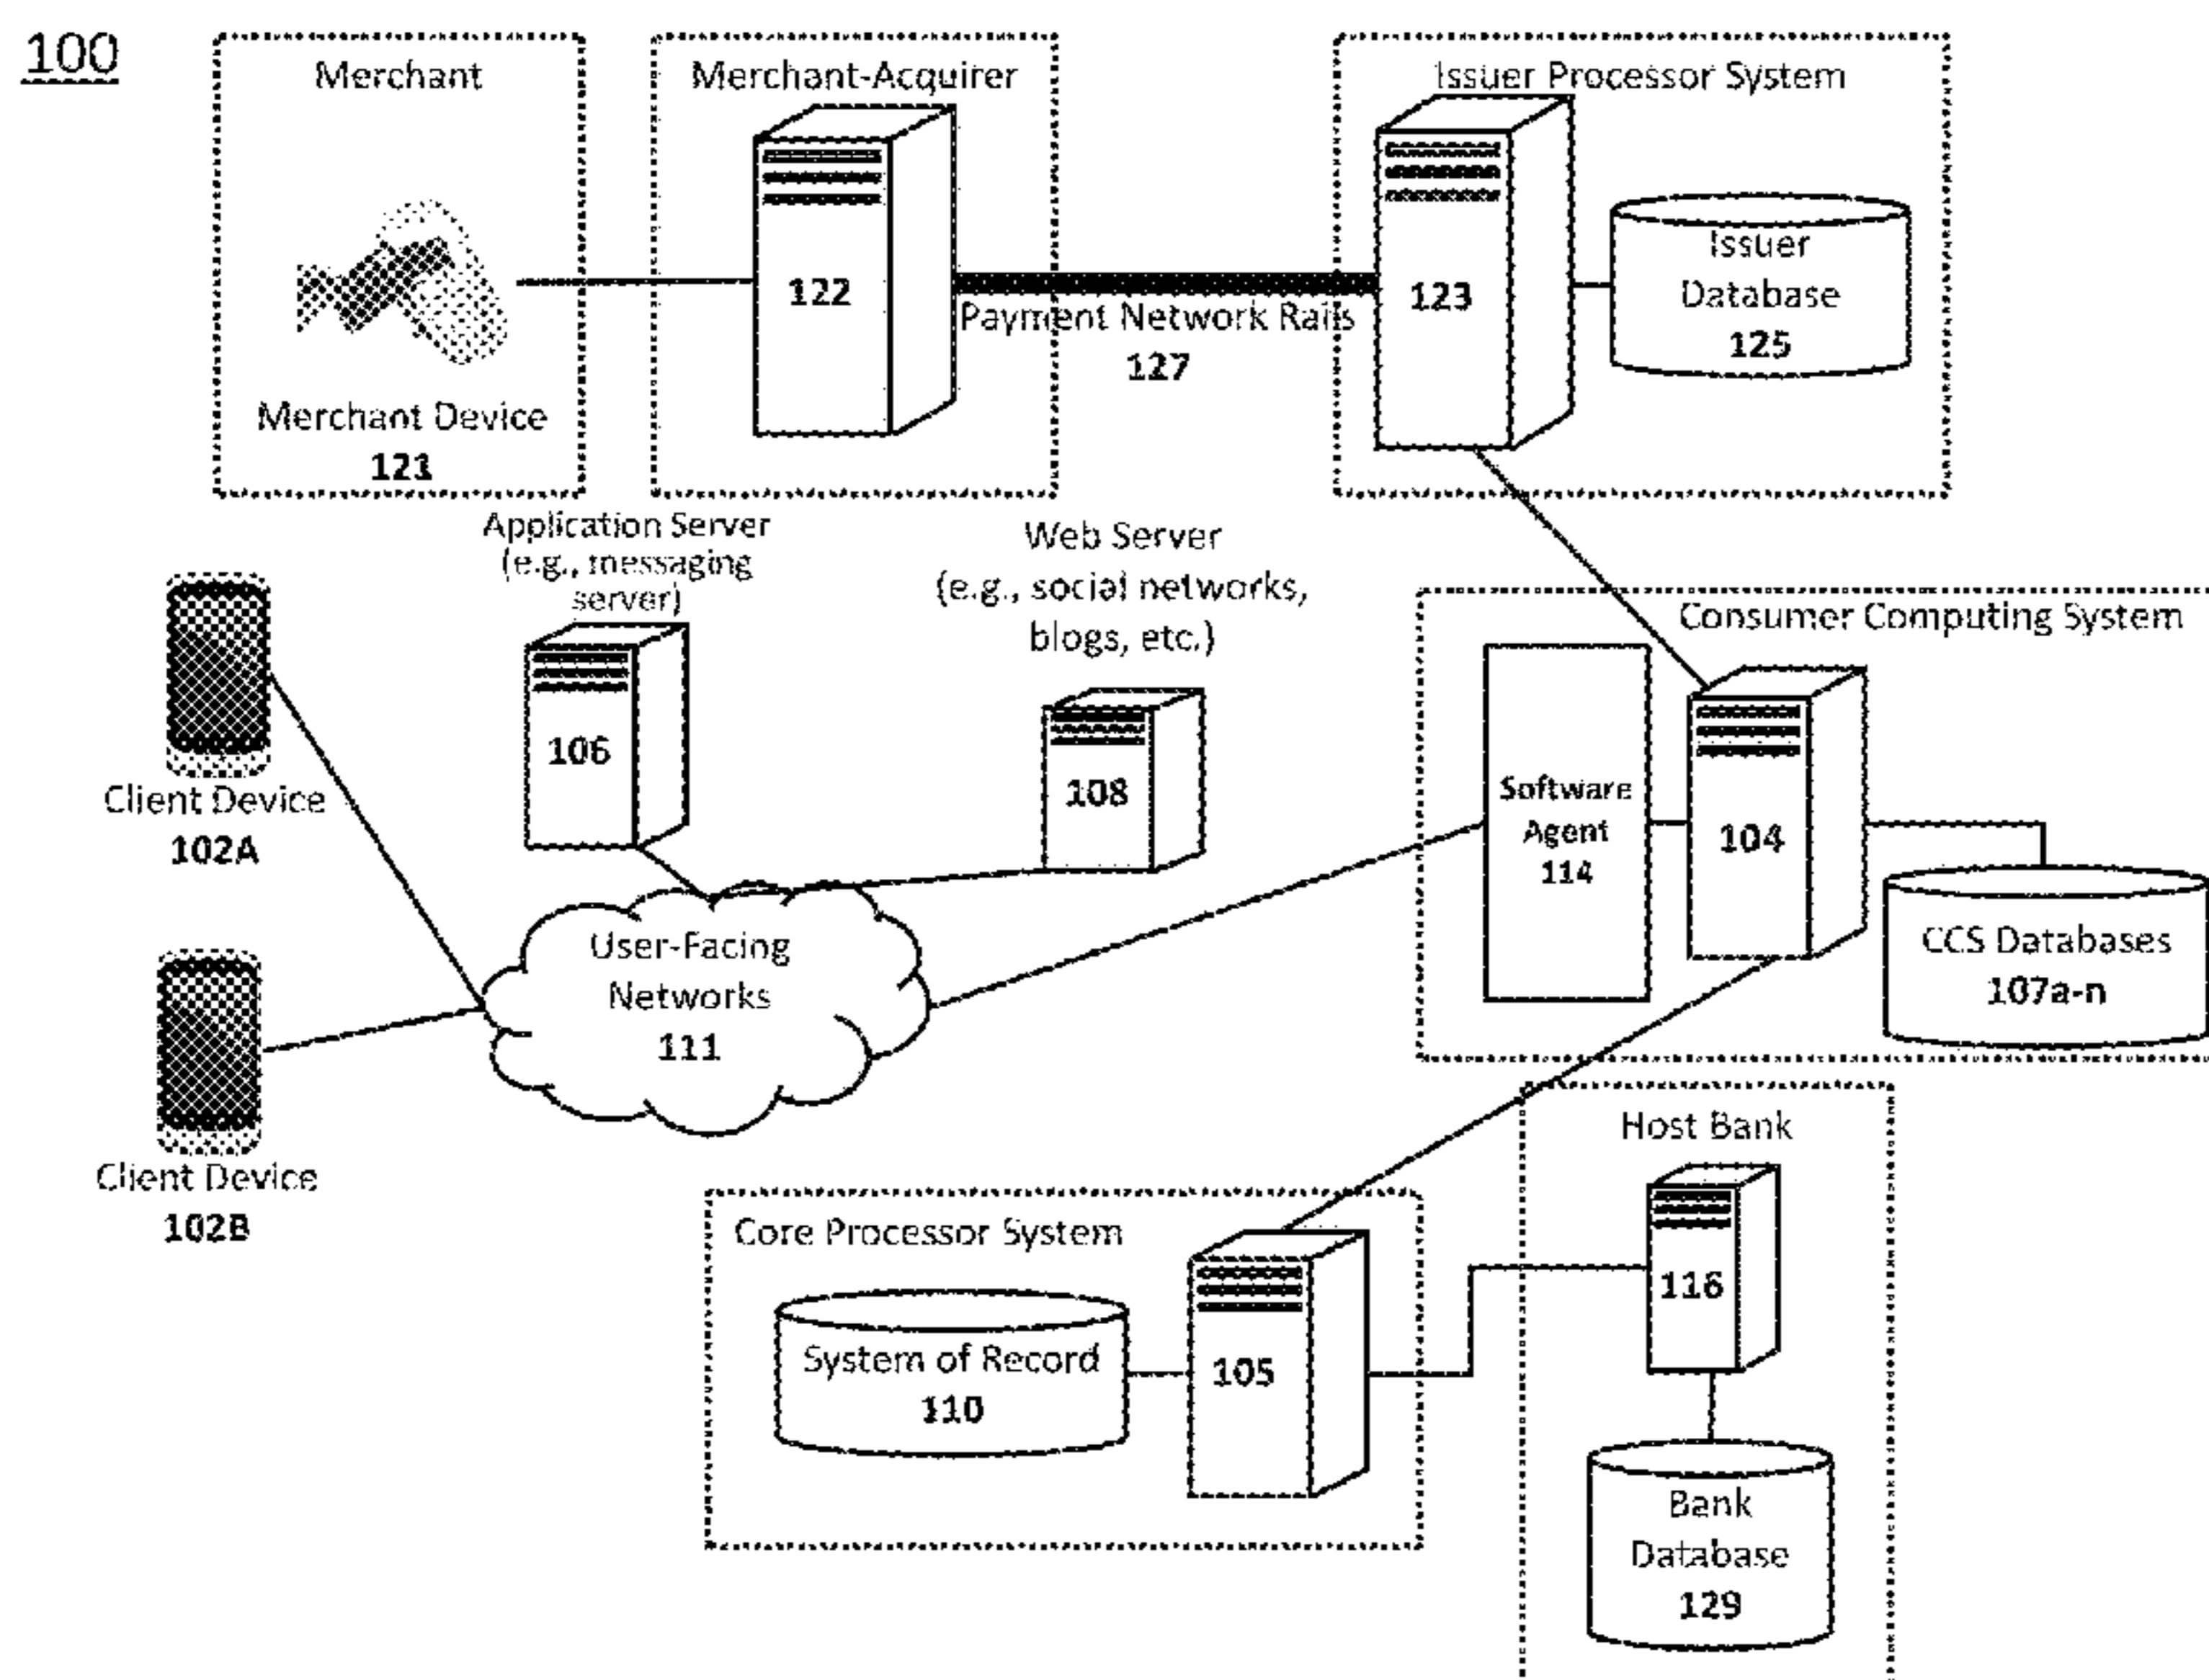 100
Merchant
Merchant Device
121
Merchant-Acquirer
122
Payment Network Rails
127
Issuer Processor System
123
Issuer
Database
125
Application Server
(e.g., messaging
server)
106
Web Server
(e.g., social networks,
blogs, etc.)
108
Client Device
102A
Client Device
102B
User-Facing
Networks
111
Consumer Computing System
Software
Agent
114
104
CCS Databases
107a-n
Core Processor System
System of Record
110
105
Host Bank
116
Bank
Database
129